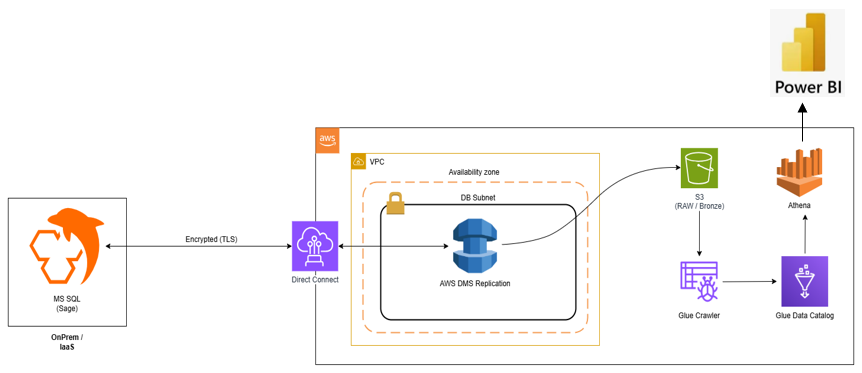 Power BI
aws
VPC
Availability zone
DB Subnet
S3
(RAW / Bronze)
Athena
Encrypted (TLS)
Direct Connect
AWS DMS Replication
MS SQL
(Sage)
Glue Crawler
Glue Data Catalog
OnPrem /
IaaS